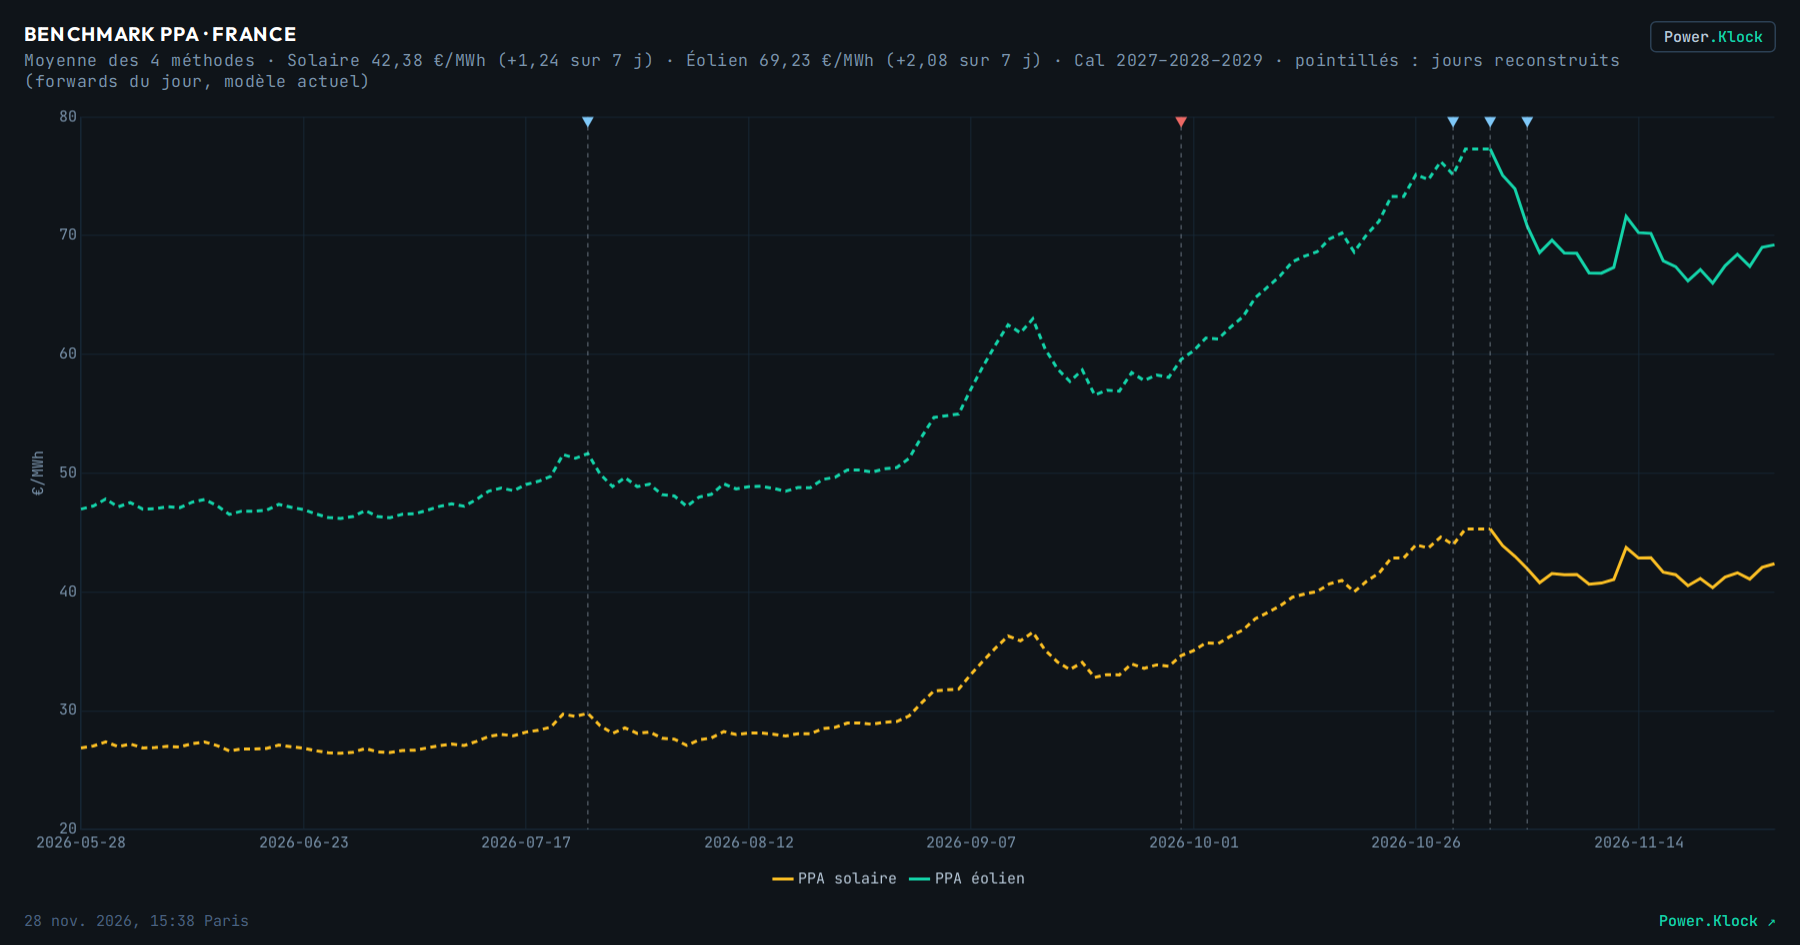 BENCHMARK PPA · FRANCE
Power.Klock
Moyenne des 4 méthodes · Solaire 42,38 €/MWh (+1,24 sur 7 j) · Éolien 69,23 €/MWh (+2,08 sur 7 j) · Cal 2027-2028-2029 · pointillés : jours reconstruits
(forwards du jour, modèle actuel)
80
70
60
50
40
30
20
€/MWh
2026-05-28 2026-06-23 2026-07-17 2026-08-12 2026-09-07 2026-10-01 2026-10-26 2026-11-14
PPA solaire PPA éolien
28 nov. 2026, 15:38 Paris
Power.Klock ↗